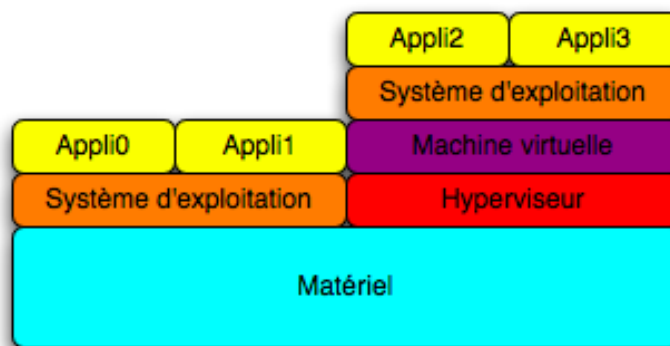 Appli2 Appli3
Système d'exploitation
Appli0 Appli1 Machine virtuelle
Système d'exploitation Hyperviseur
Matériel